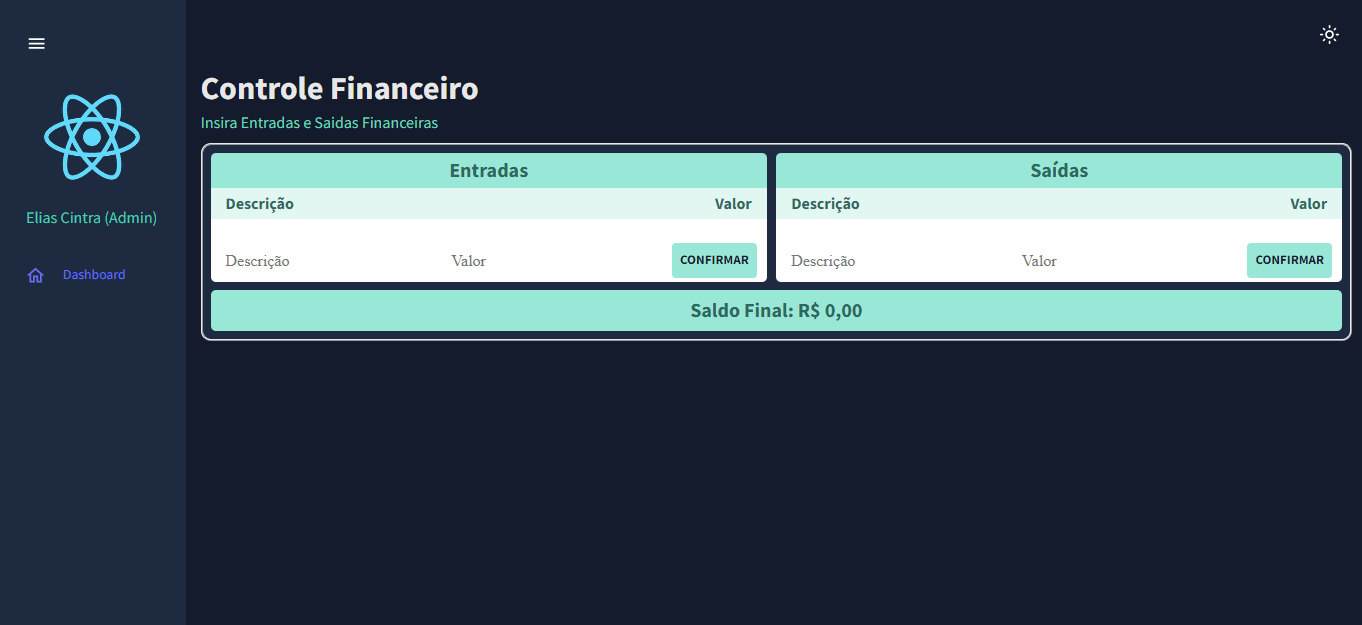 Controle Financeiro
Insira Entradas e Saidas Financeiras
Elias Cintra (Admin)
Dashboard
Entradas
Descrição Valor
Descrição Valor CONFIRMAR
Saídas
Descrição Valor
Descrição Valor CONFIRMAR
Saldo Final: R$ 0,00